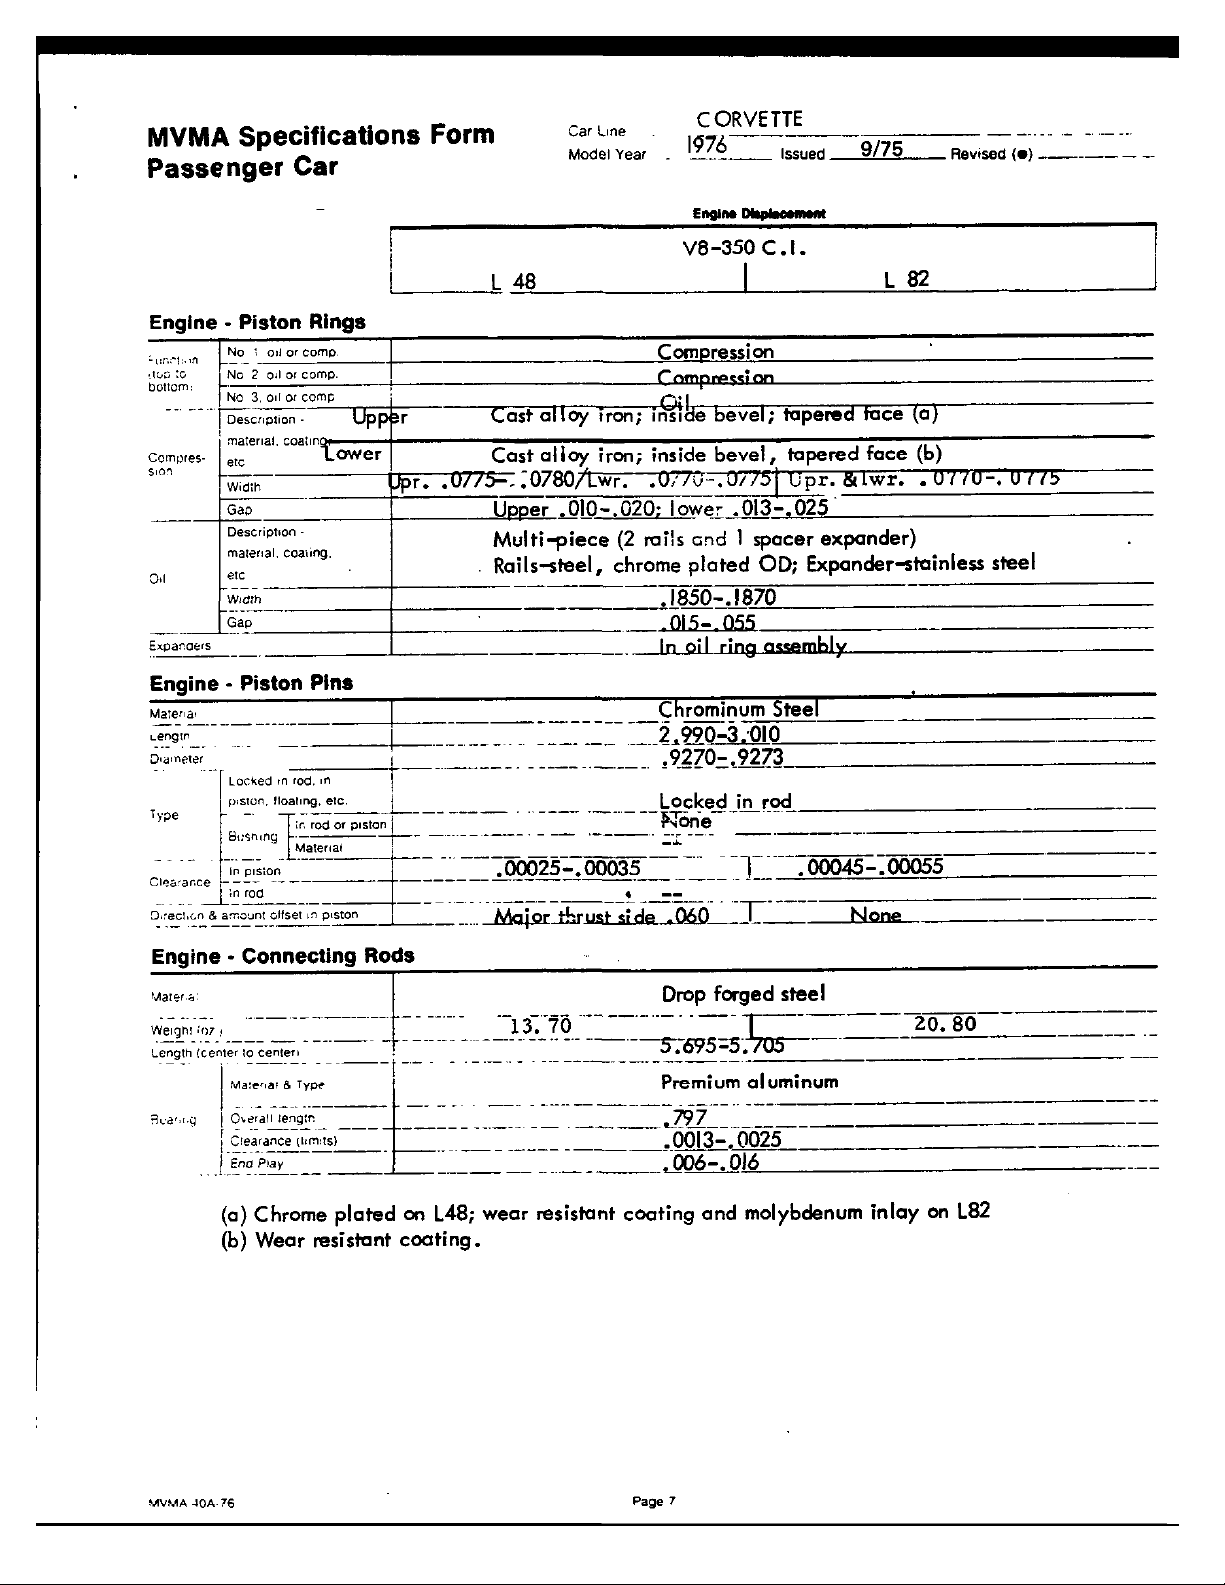 MVMA Specifications Form
Passenger Car
Car Line CORVETTE
Model Year 1976 Issued 9/75 Revised (●)
Engine Displacement
V8-350 C.I.
L 48 L 82
Engine - Piston Rings
Function (top to bottom)
No 1 oil or comp. Compression
No 2 oil or comp. Compression
No 3, oil or comp Oil
Compression
Description - material, coating etc
Upper Cast alloy iron; inside bevel; tapered face (a)
Lower Cast alloy iron; inside bevel, tapered face (b)
Width Upr. .0775-.0780/Lwr. .0770-.0775 Upr. & lwr. .0770-.0775
Gap Upper .010-.020; lower .013-.025
Oil
Description - material, coating, etc
Multi-piece (2 rails and 1 spacer expander)
Rails-steel, chrome plated OD; Expander-stainless steel
Width .1850-.1870
Gap .015-.055
Expanders In oil ring assembly
Engine - Piston Pins
Material Chrominum Steel
Length 2.990-3.010
Diameter .9270-.9273
Type
Locked in rod, in piston, floating, etc. Locked in rod
Bushing In rod or piston None
Material --
Clearance In piston .00025-.00035 .00045-.00055
In rod --
Direction & amount offset in piston Major thrust side .060 None
Engine - Connecting Rods
Material Drop forged steel
Weight (oz.) 13.70 20.80
Length (center to center) 5.695-5.705
Bearing
Material & Type Premium aluminum
Overall length .797
Clearance (limits) .0013-.0025
End Play .006-.016
(a) Chrome plated on L48; wear resistant coating and molybdenum inlay on L82
(b) Wear resistant coating.
MVMA 40A-76 Page 7